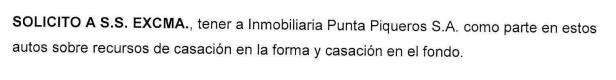 SOLICITO A S.S. EXCMA., tener a Inmobiliaria Punta Piqueros S.A. como parte en estos
autos sobre recursos de casación en la forma y casación en el fondo.